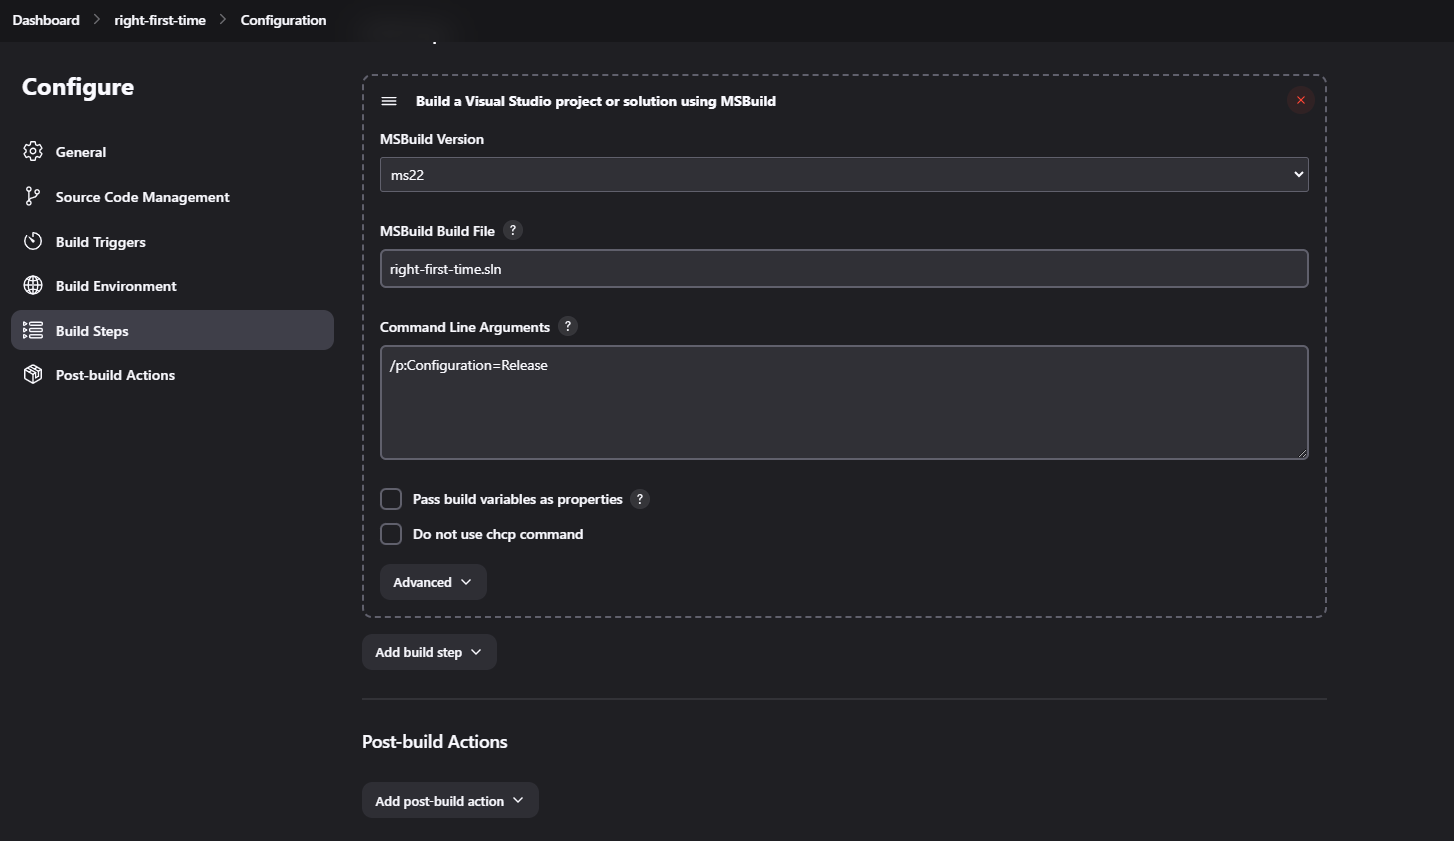 Dashboard > right-first-time > Configuration
Configure
General
Source Code Management
Build Triggers
Build Environment
Build Steps
Post-build Actions
Build a Visual Studio project or solution using MSBuild
MSBuild Version
ms22
MSBuild Build File ?
right-first-time.sln
Command Line Arguments ?
/p:Configuration=Release
Pass build variables as properties ?
Do not use chcp command
Advanced
Add build step
Post-build Actions
Add post-build action